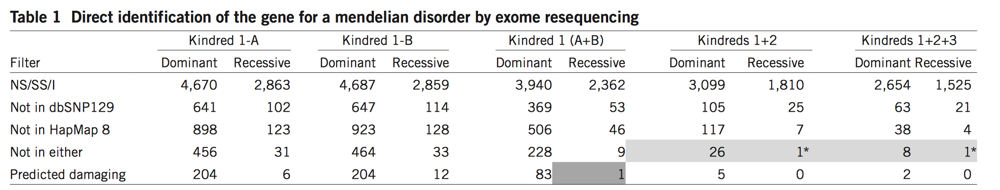 Table 1 Direct identification of the gene for a mendelian disorder by exome resequencing
Kindred 1-A Kindred 1-B Kindred 1 (A+B) Kindreds 1+2 Kindreds 1+2+3
Filter Dominant Recessive Dominant Recessive Dominant Recessive Dominant Recessive Dominant Recessive
NS/SS/I 4,670 2,863 4,687 2,859 3,940 2,362 3,099 1,810 2,654 1,525
Not in dbSNP129 641 102 647 114 369 53 105 25 63 21
Not in HapMap 8 898 123 923 128 506 46 117 7 38 4
Not in either 456 31 464 33 228 9 26 1* 8 1*
Predicted damaging 204 6 204 12 83 1 5 0 2 0